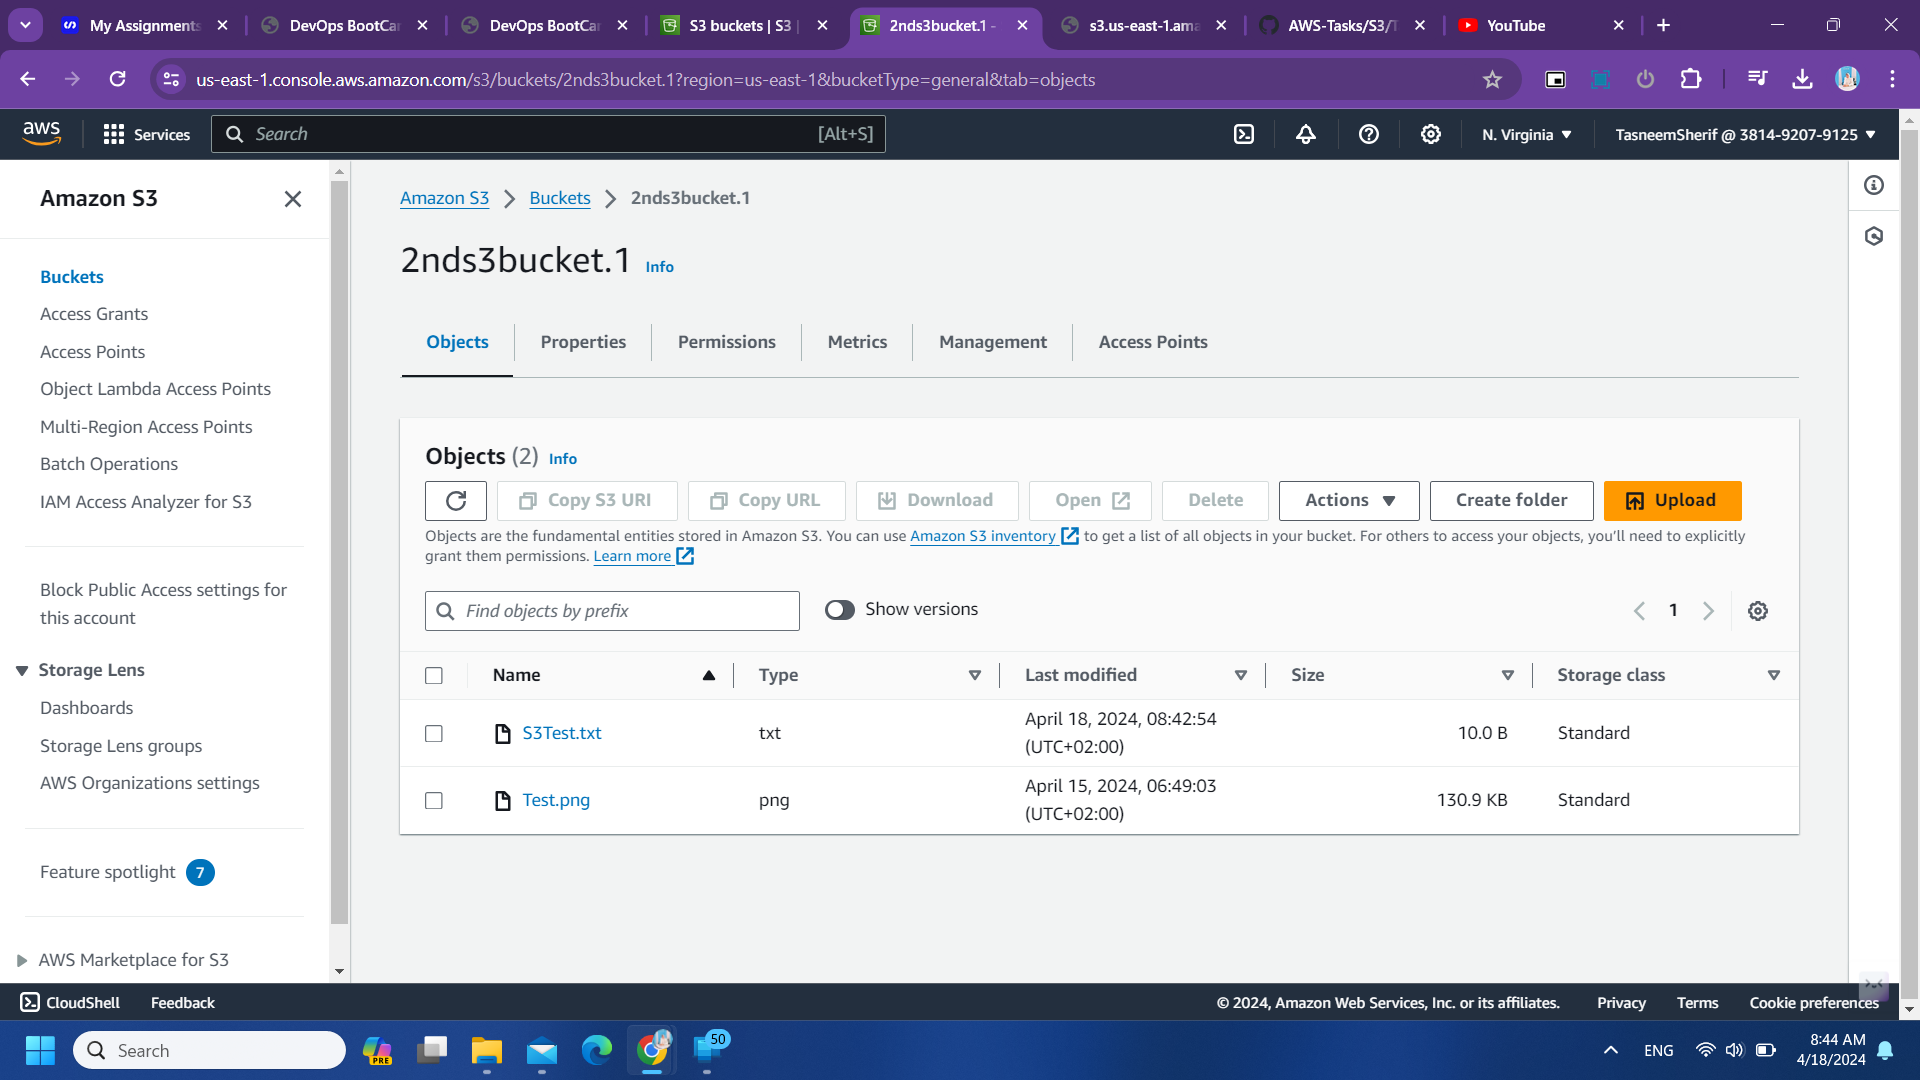 My Assignments
DevOps BootCar
DevOps BootCar
S3 buckets | S3 |
2nds3bucket.1 -
s3.us-east-1.ama
AWS-Tasks/S3/T
YouTube
us-east-1.console.aws.amazon.com/s3/buckets/2nds3bucket.1?region=us-east-1&bucketType=general&tab=objects
aws
Services
Search
[Alt+S]
N. Virginia
TasneemSherif @ 3814-9207-9125
Amazon S3
Buckets
Access Grants
Access Points
Object Lambda Access Points
Multi-Region Access Points
Batch Operations
IAM Access Analyzer for S3
Block Public Access settings for
this account
Storage Lens
Dashboards
Storage Lens groups
AWS Organizations settings
Feature spotlight 7
AWS Marketplace for S3
Amazon S3 > Buckets > 2nds3bucket.1
2nds3bucket.1 Info
Objects
Properties
Permissions
Metrics
Management
Access Points
Objects (2) Info
Copy S3 URI
Copy URL
Download
Open
Delete
Actions
Create folder
Upload
Objects are the fundamental entities stored in Amazon S3. You can use Amazon S3 inventory to get a list of all objects in your bucket. For others to access your objects, you'll need to explicitly
grant them permissions. Learn more
Find objects by prefix
Show versions
1
Name
Type
Last modified
Size
Storage class
S3Test.txt
txt
April 18, 2024, 08:42:54
(UTC+02:00)
10.0 B
Standard
Test.png
png
April 15, 2024, 06:49:03
(UTC+02:00)
130.9 KB
Standard
CloudShell
Feedback
© 2024, Amazon Web Services, Inc. or its affiliates.
Privacy
Terms
Cookie preferences
Search
PRE
50
ENG
8:44 AM
4/18/2024